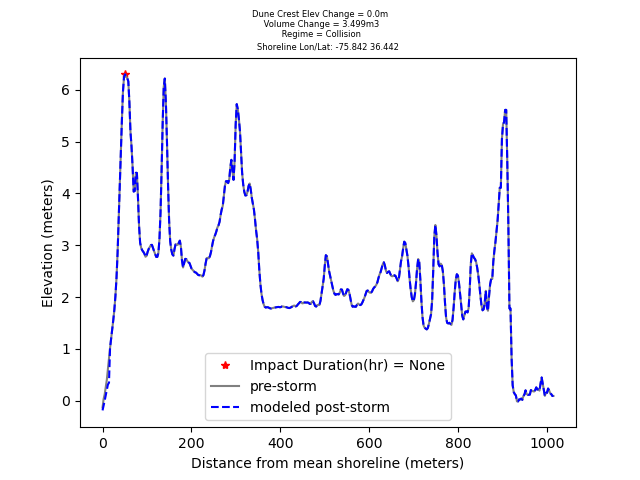 Dune Crest Elev Change = 0.0m
Volume Change = 3.499m3
Regime = Collision
Shoreline Lon/Lat: -75.842 36.442
6
5
4
3
2
1
0
Elevation (meters)
Impact Duration(hr) = None
pre-storm
modeled post-storm
0 200 400 600 800 1000
Distance from mean shoreline (meters)